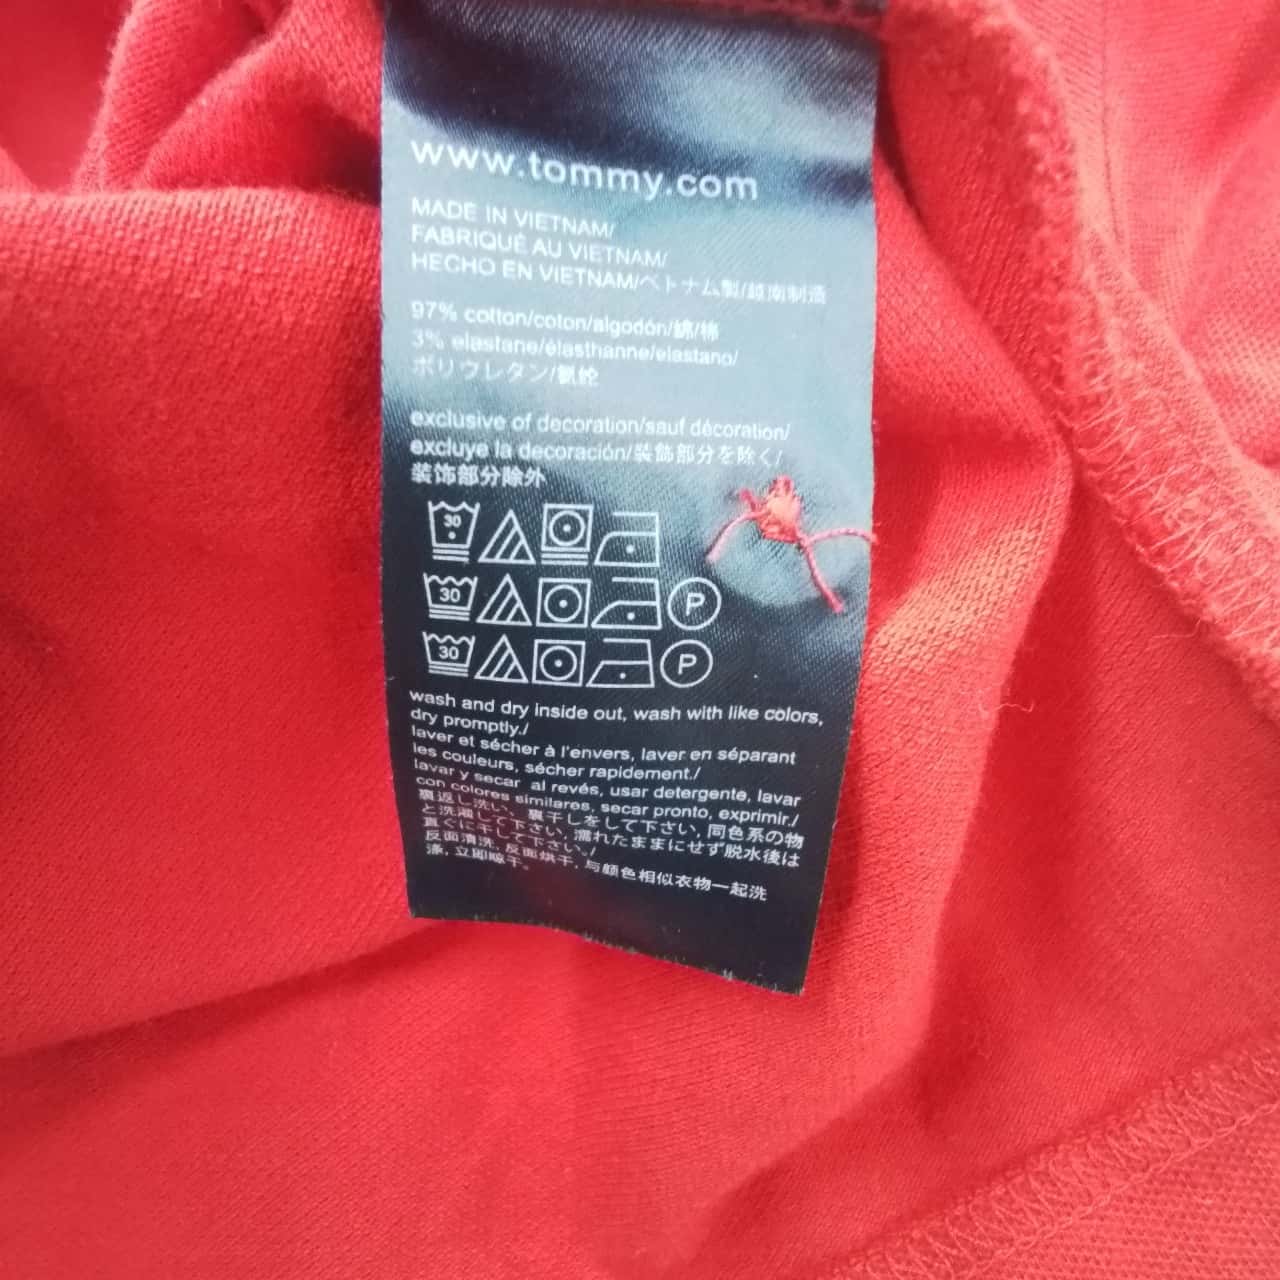 www.tommy.com
MADE IN VIETNAM/
FABRIQUÉ AU VIETNAM/
HECHO EN VIETNAM/ベトナム製/越南制造
97% cotton/coton/algodón/綿/棉
3% elastane/élasthanne/elastano/
ポリウレタン/氨纶
exclusive of decoration/sauf décoration/
excluye la decoración/装飾部分を除く/
装饰部分除外
30
30
P
30
P
wash and dry inside out, wash with like colors,
dry promptly./
laver et sécher à l'envers, laver en séparant
les couleurs, sécher rapidement./
lavar y secar al revés, usar detergente, lavar
con colores similares, secar pronto, exprimir./
裏返し洗い、裏干しをして下さい, 同色系の物
と洗濯して下さい, 濡れたままにせず脱水後は
直ぐに干して下さい。/
反面清洗, 反面烘干, 与颜色相似衣物一起洗
涤, 立即晾干。